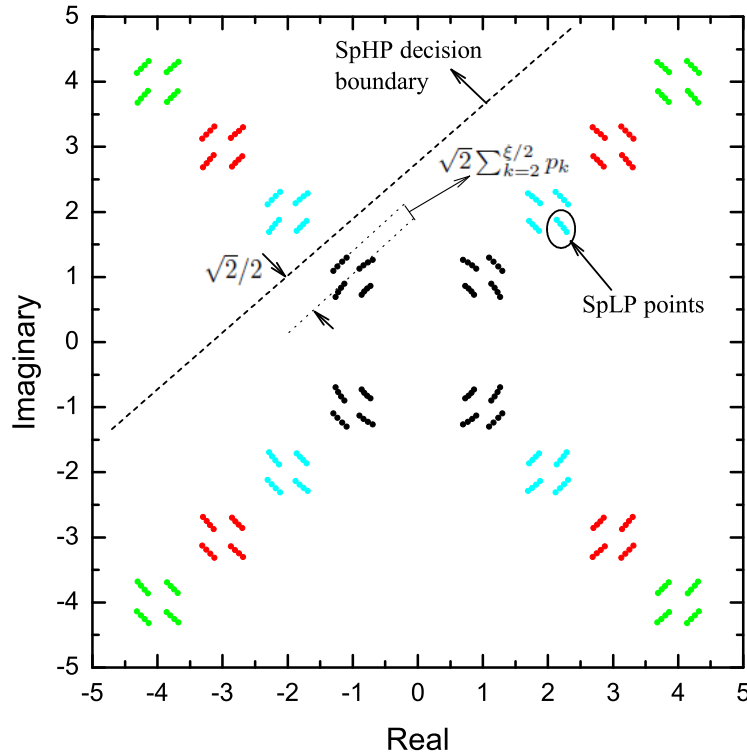 5
4
3
2
1
0
-1
-2
-3
-4
-5
Imaginary
SpHP decision
boundary
√2 ∑_{k=2}^{ξ/2} p_k
√2/2
SpLP points
-5 -4 -3 -2 -1 0 1 2 3 4 5
Real